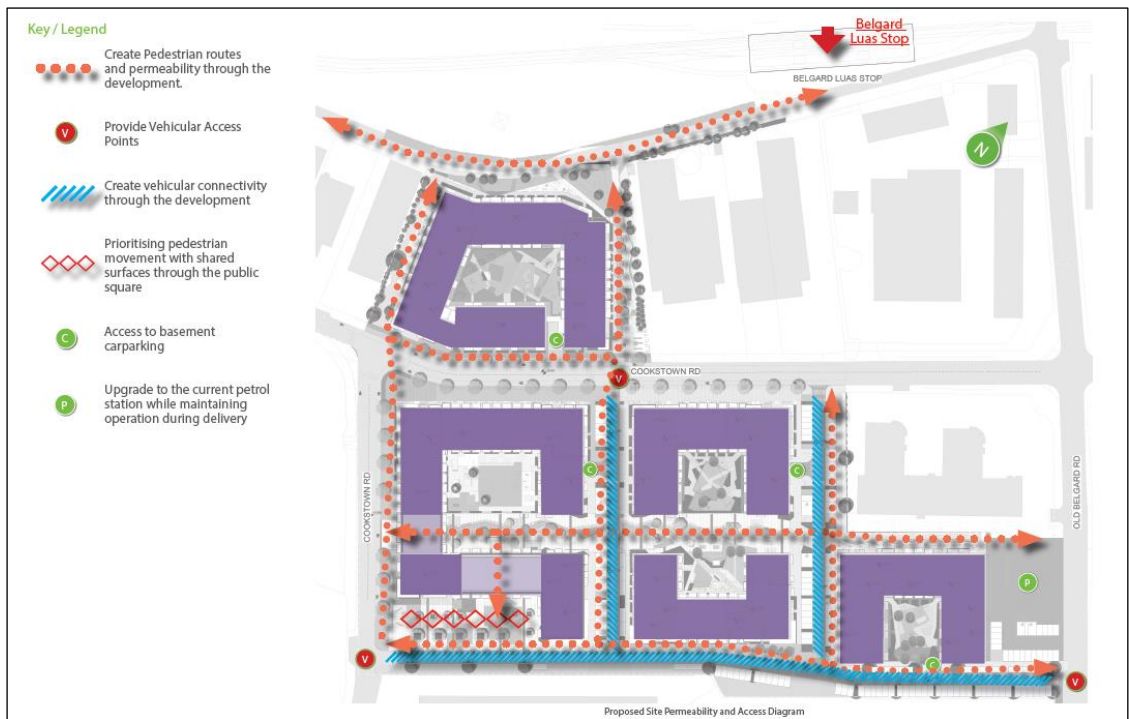 Key / Legend
Create Pedestrian routes
and permeability through the
development.
V
Provide Vehicular Access
Points
Create vehicular connectivity
through the development
Prioritising pedestrian
movement with shared
surfaces through the public
square
C
Access to basement
carparking
P
Upgrade to the current petrol
station while maintaining
operation during delivery
Belgard
Luas Stop
BELGARD LUAS STOP
N
C
V
COOKSTOWN RD
C
C
COOKSTOWN RD
OLD BELGARD RD
P
V
C
V
Proposed Site Permeability and Access Diagram